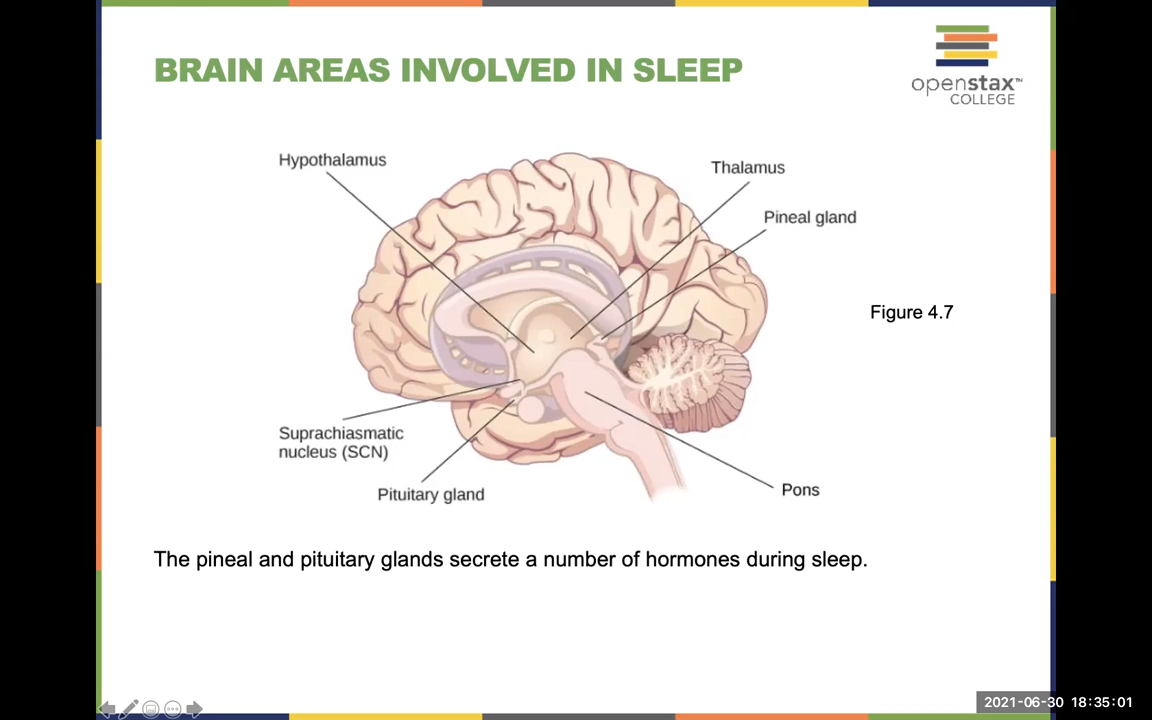 BRAIN AREAS INVOLVED IN SLEEP
openstax™
COLLEGE
Hypothalamus
Thalamus
Pineal gland
Figure 4.7
Suprachiasmatic
nucleus (SCN)
Pituitary gland
Pons
The pineal and pituitary glands secrete a number of hormones during sleep.
2021-06-30 18:35:01